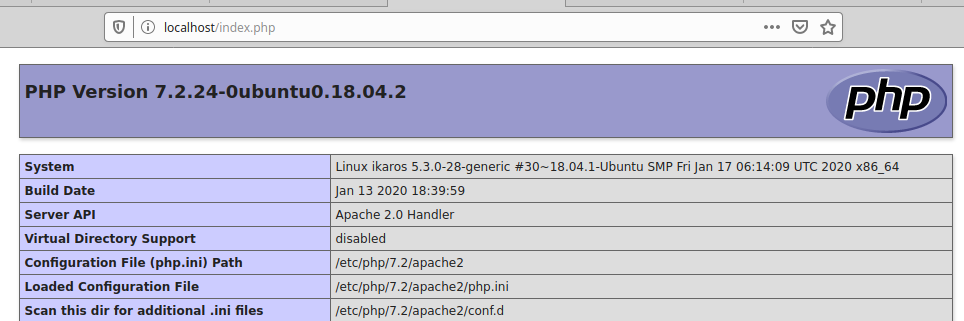 localhost/index.php
PHP Version 7.2.24-0ubuntu0.18.04.2
php
System Linux ikaros 5.3.0-28-generic #30~18.04.1-Ubuntu SMP Fri Jan 17 06:14:09 UTC 2020 x86_64
Build Date Jan 13 2020 18:39:59
Server API Apache 2.0 Handler
Virtual Directory Support disabled
Configuration File (php.ini) Path /etc/php/7.2/apache2
Loaded Configuration File /etc/php/7.2/apache2/php.ini
Scan this dir for additional .ini files /etc/php/7.2/apache2/conf.d